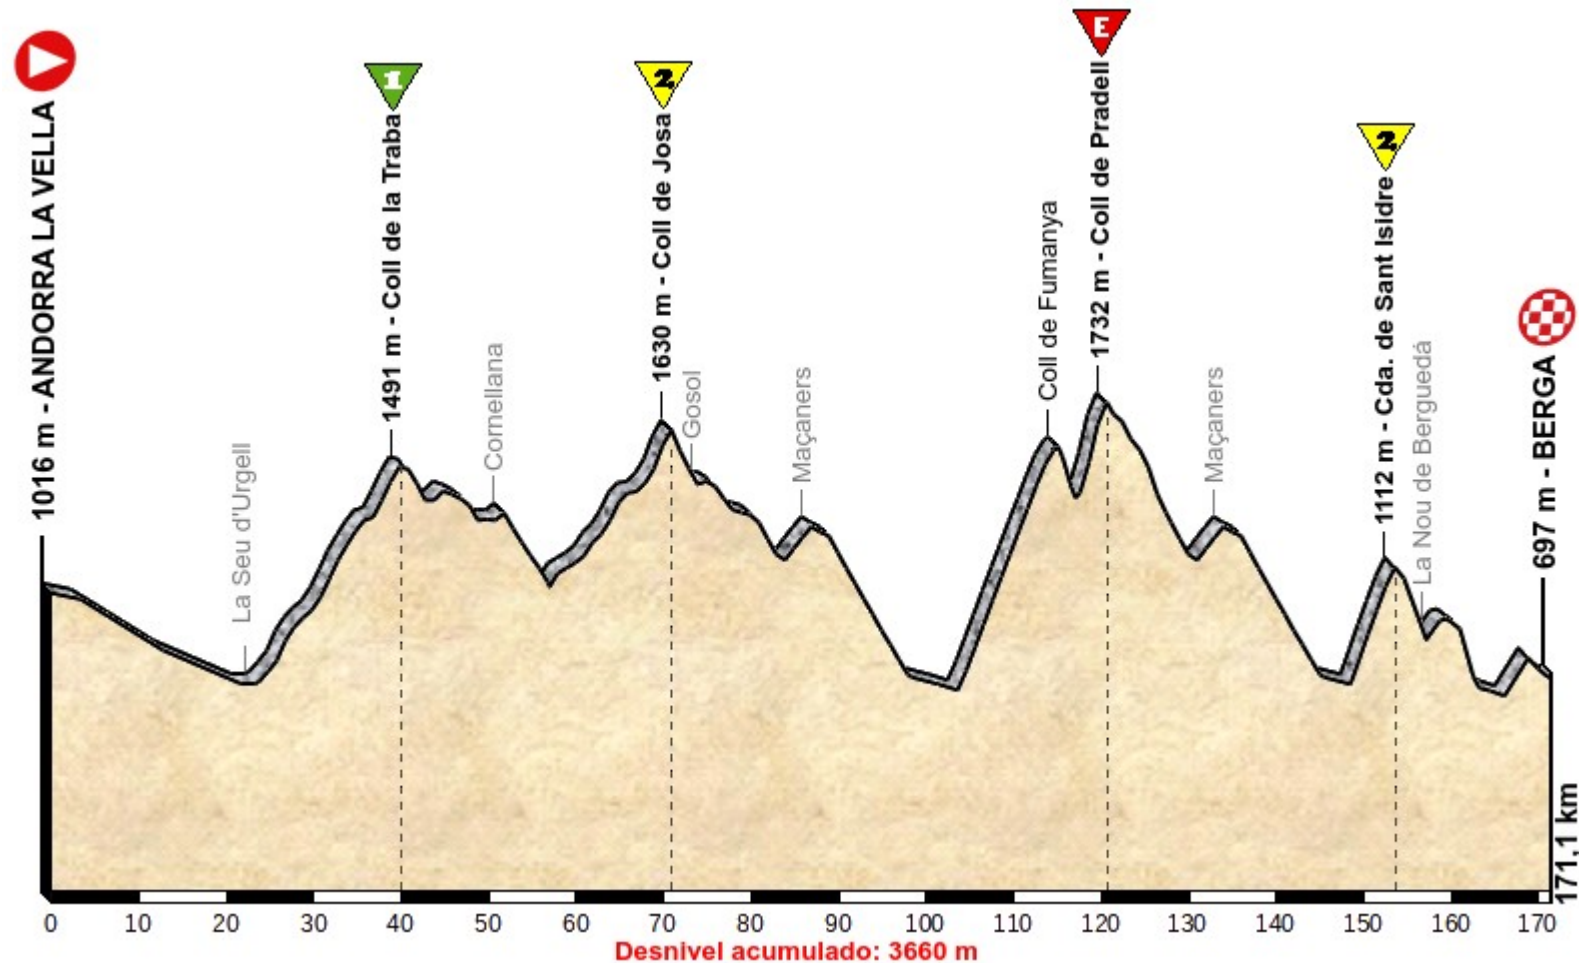 1016 m - ANDORRA LA VELLA
La Seu d'Urgell
1
1491 m - Coll de la Traba
Cornellana
2
1630 m - Coll de Josa
Gosol
Maçaners
Coll de Fumanya
E
1732 m - Coll de Pradell
Maçaners
2
1112 m - Cda. de Sant Isidre
La Nou de Berguedá
697 m - BERGA
171,1 km
0 10 20 30 40 50 60 70 80 90 100 110 120 130 140 150 160 170
Desnivel acumulado: 3660 m